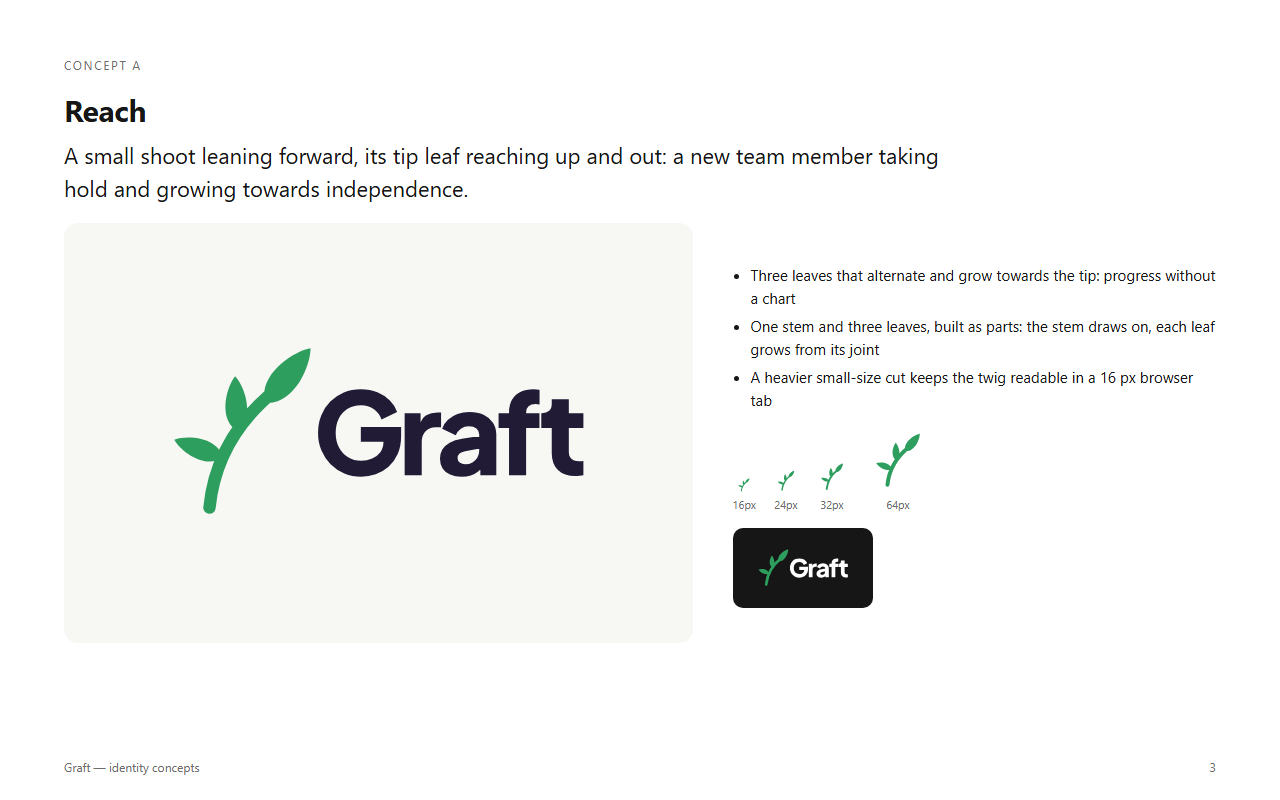 CONCEPT A
Reach
A small shoot leaning forward, its tip leaf reaching up and out: a new team member taking
hold and growing towards independence.
Graft
• Three leaves that alternate and grow towards the tip: progress without
a chart
• One stem and three leaves, built as parts: the stem draws on, each leaf
grows from its joint
• A heavier small-size cut keeps the twig readable in a 16 px browser
tab
16px 24px 32px 64px
Graft
Graft — identity concepts 3